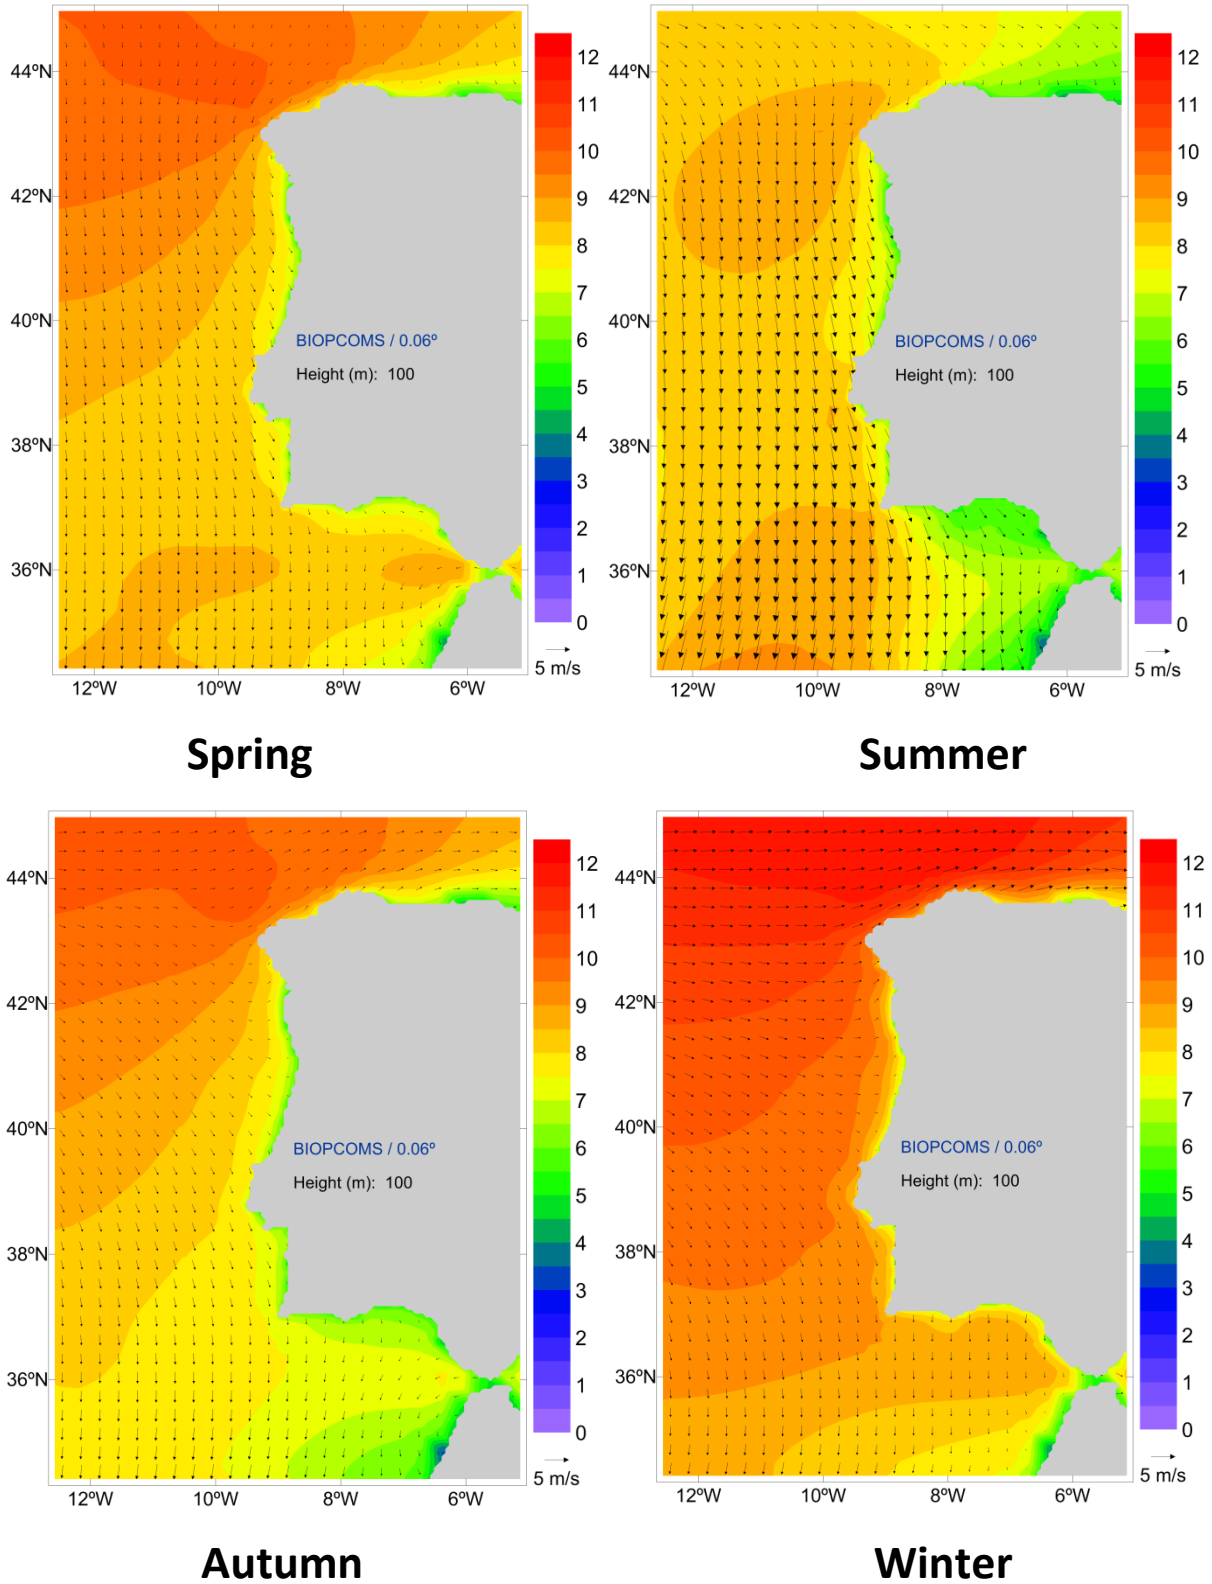 44ºN
42ºN
40ºN
38ºN
36ºN
12ºW 10ºW 8ºW 6ºW
BIOPCOMS / 0.06º
Height (m): 100
12
11
10
9
8
7
6
5
4
3
2
1
0
5 m/s
Spring
44ºN
42ºN
40ºN
38ºN
36ºN
12ºW 10ºW 8ºW 6ºW
BIOPCOMS / 0.06º
Height (m): 100
12
11
10
9
8
7
6
5
4
3
2
1
0
5 m/s
Summer
44ºN
42ºN
40ºN
38ºN
36ºN
12ºW 10ºW 8ºW 6ºW
BIOPCOMS / 0.06º
Height (m): 100
12
11
10
9
8
7
6
5
4
3
2
1
0
5 m/s
Autumn
44ºN
42ºN
40ºN
38ºN
36ºN
12ºW 10ºW 8ºW 6ºW
BIOPCOMS / 0.06º
Height (m): 100
12
11
10
9
8
7
6
5
4
3
2
1
0
5 m/s
Winter